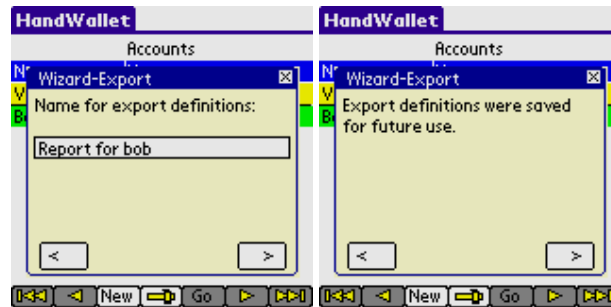 HandWallet
Accounts
Wizard-Export
Name for export definitions:
Report for bob
<
>
New
Go
HandWallet
Accounts
Wizard-Export
Export definitions were saved
for future use.
<
>
New
Go